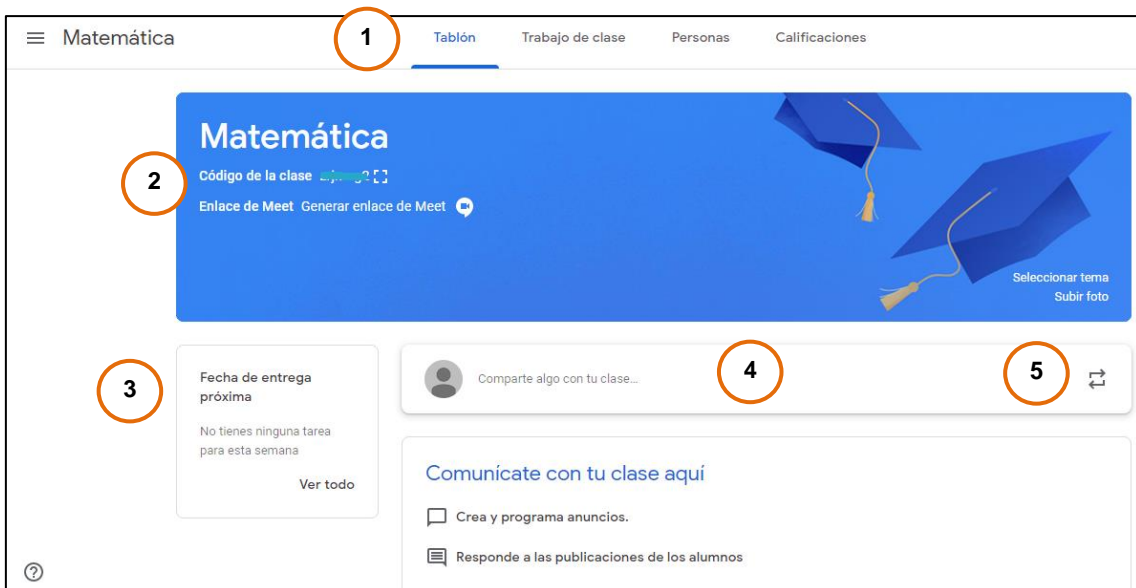 Matemática
1
Tablón Trabajo de clase Personas Calificaciones
Matemática
2
Código de la clase
Enlace de Meet Generar enlace de Meet
Seleccionar tema
Subir foto
3
Fecha de entrega
próxima
No tienes ninguna tarea
para esta semana
Ver todo
Comparte algo con tu clase... 4
5
Comunícate con tu clase aquí
Crea y programa anuncios.
Responde a las publicaciones de los alumnos
?